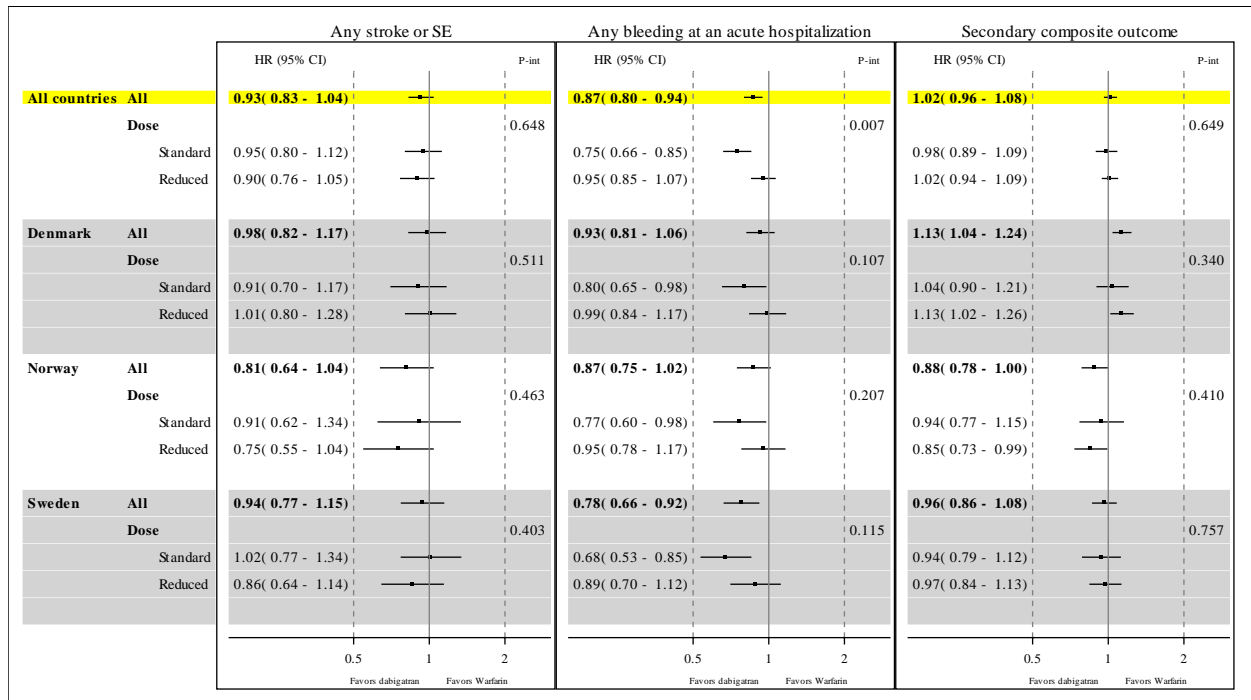 Any stroke or SE Any bleeding at an acute hospitalization Secondary composite outcome
HR (95% CI) P-int HR (95% CI) P-int HR (95% CI) P-int
All countries All 0.93( 0.83 - 1.04) 0.87( 0.80 - 0.94) 1.02( 0.96 - 1.08)
Dose 0.648 0.007 0.649
Standard 0.95( 0.80 - 1.12) 0.75( 0.66 - 0.85) 0.98( 0.89 - 1.09)
Reduced 0.90( 0.76 - 1.05) 0.95( 0.85 - 1.07) 1.02( 0.94 - 1.09)
Denmark All 0.98( 0.82 - 1.17) 0.93( 0.81 - 1.06) 1.13( 1.04 - 1.24)
Dose 0.511 0.107 0.340
Standard 0.91( 0.70 - 1.17) 0.80( 0.65 - 0.98) 1.04( 0.90 - 1.21)
Reduced 1.01( 0.80 - 1.28) 0.99( 0.84 - 1.17) 1.13( 1.02 - 1.26)
Norway All 0.81( 0.64 - 1.04) 0.87( 0.75 - 1.02) 0.88( 0.78 - 1.00)
Dose 0.463 0.207 0.410
Standard 0.91( 0.62 - 1.34) 0.77( 0.60 - 0.98) 0.94( 0.77 - 1.15)
Reduced 0.75( 0.55 - 1.04) 0.95( 0.78 - 1.17) 0.85( 0.73 - 0.99)
Sweden All 0.94( 0.77 - 1.15) 0.78( 0.66 - 0.92) 0.96( 0.86 - 1.08)
Dose 0.403 0.115 0.757
Standard 1.02( 0.77 - 1.34) 0.68( 0.53 - 0.85) 0.94( 0.79 - 1.12)
Reduced 0.86( 0.64 - 1.14) 0.89( 0.70 - 1.12) 0.97( 0.84 - 1.13)
0.5 1 2 0.5 1 2 0.5 1 2
Favors dabigatran Favors Warfarin Favors dabigatran Favors Warfarin Favors dabigatran Favors Warfarin